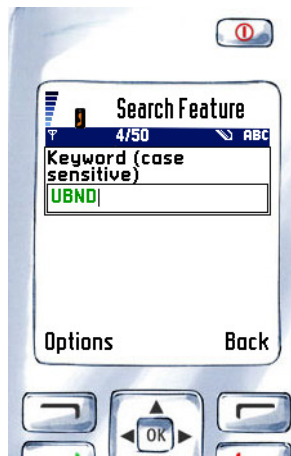 Search Feature
4/50 ABC
Keyword (case
sensitive)
UBND
Options Back
OK